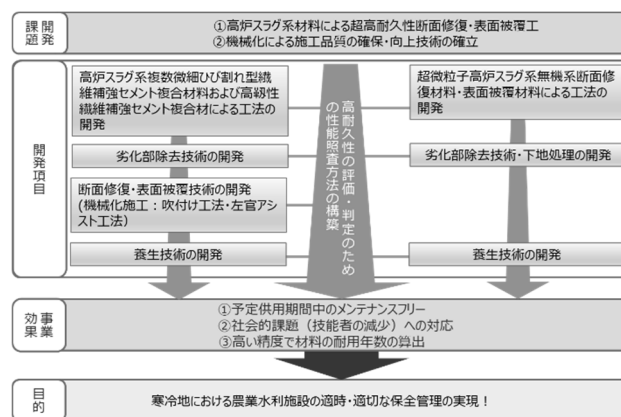 開発課題
①高炉スラグ系材料による超高耐久性断面修復・表面被覆工
②機械化による施工品質の確保・向上技術の確立
開発項目
高炉スラグ系複数微細ひび割れ型繊
維補強セメント複合材料および高靱性
繊維補強セメント複合材による工法の
開発
劣化部除去技術の開発
断面修復・表面被覆技術の開発
(機械化施工：吹付け工法・左官アシ
スト工法)
養生技術の開発
高耐久性の評価・判定のため
の性能照査方法の構築
超微粒子高炉スラグ系無機系断面修
復材料・表面被覆材料による工法の
開発
劣化部除去技術・下地処理の開発
養生技術の開発
事業効果
①予定供用期間中のメンテナンスフリー
②社会的課題（技能者の減少）への対応
③高い精度で材料の耐用年数の算出
目的
寒冷地における農業水利施設の適時・適切な保全管理の実現！